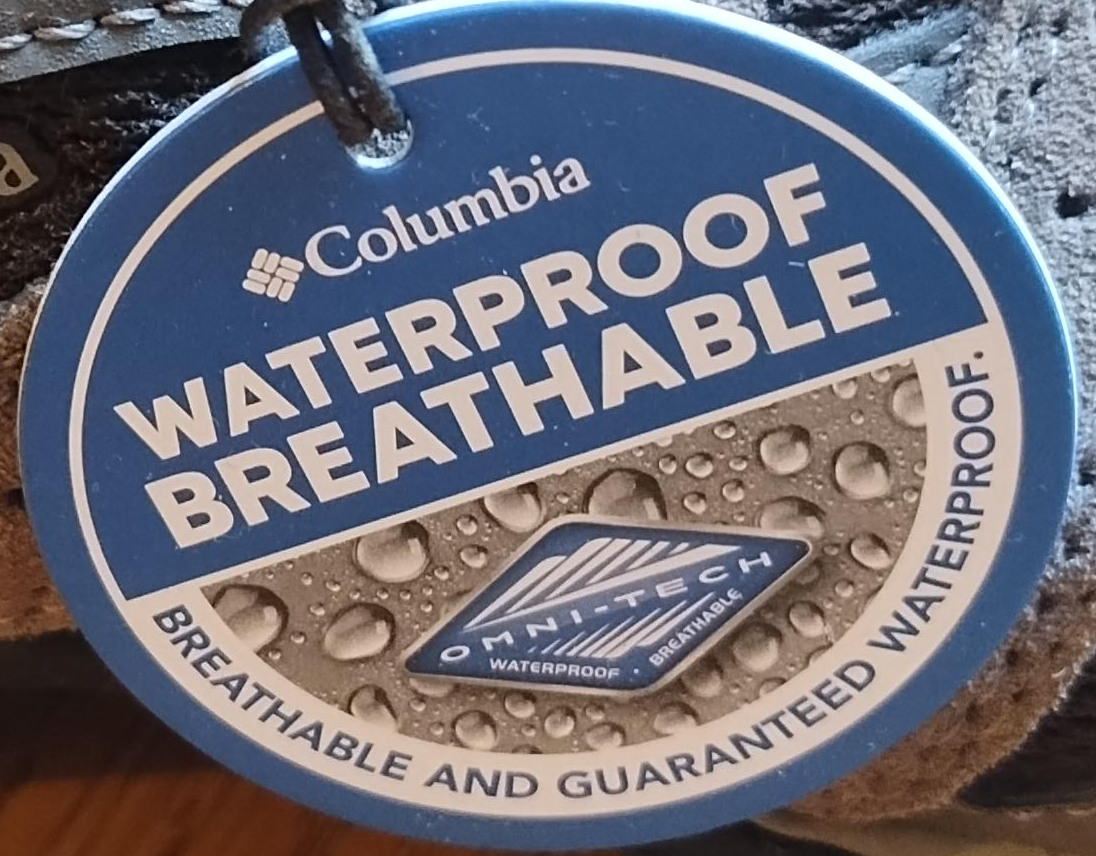 Columbia
WATERPROOF
BREATHABLE
OMNI-TECH
WATERPROOF · BREATHABLE
BREATHABLE AND GUARANTEED WATERPROOF.
a